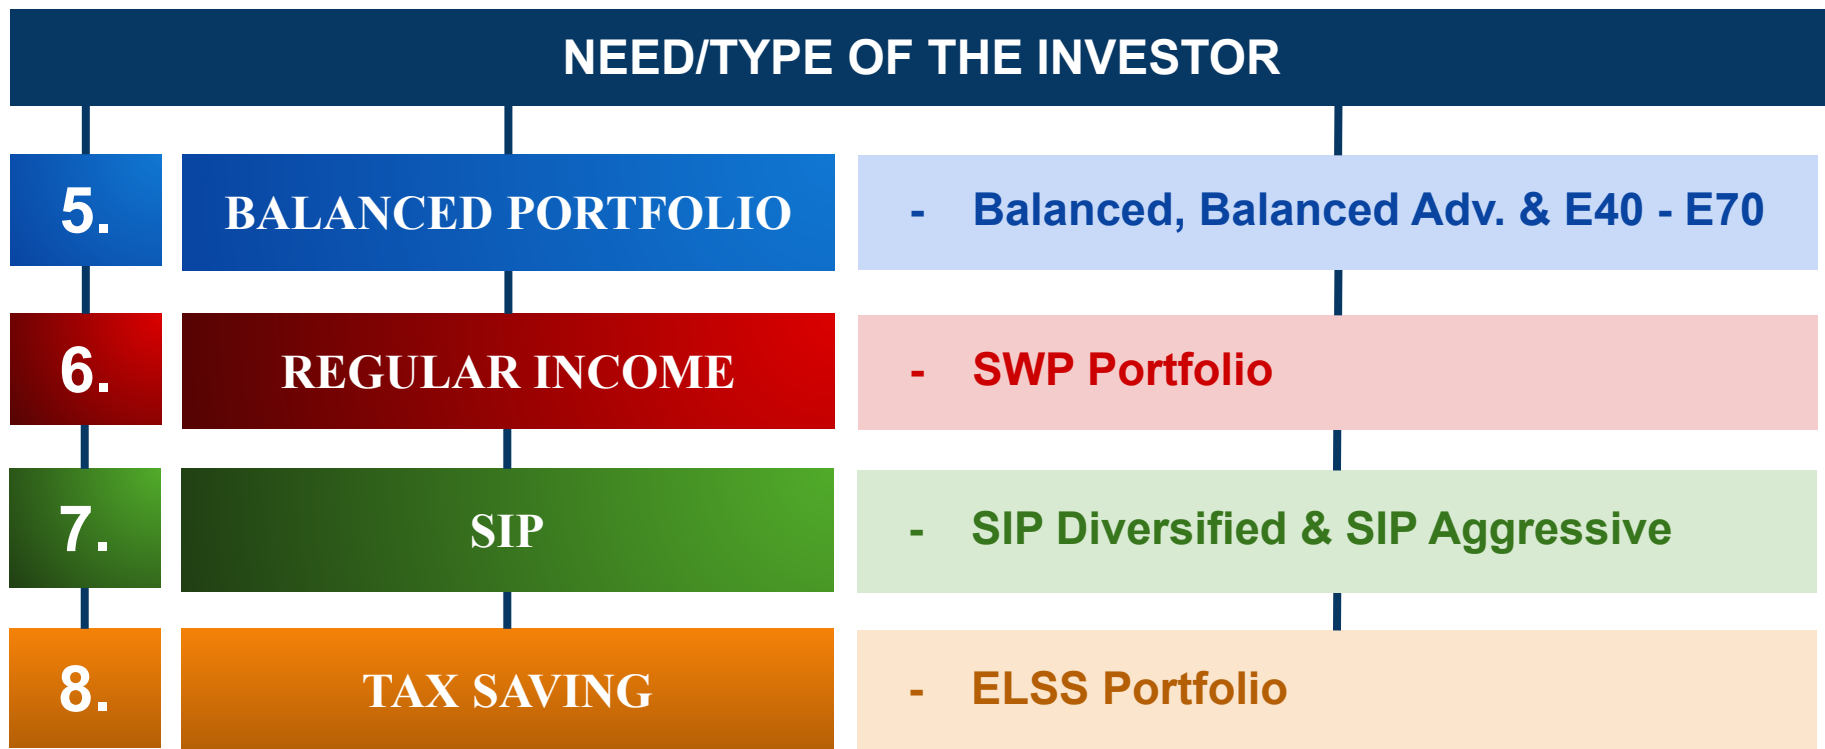 NEED/TYPE OF THE INVESTOR
5. BALANCED PORTFOLIO - Balanced, Balanced Adv. & E40 - E70
6. REGULAR INCOME - SWP Portfolio
7. SIP - SIP Diversified & SIP Aggressive
8. TAX SAVING - ELSS Portfolio